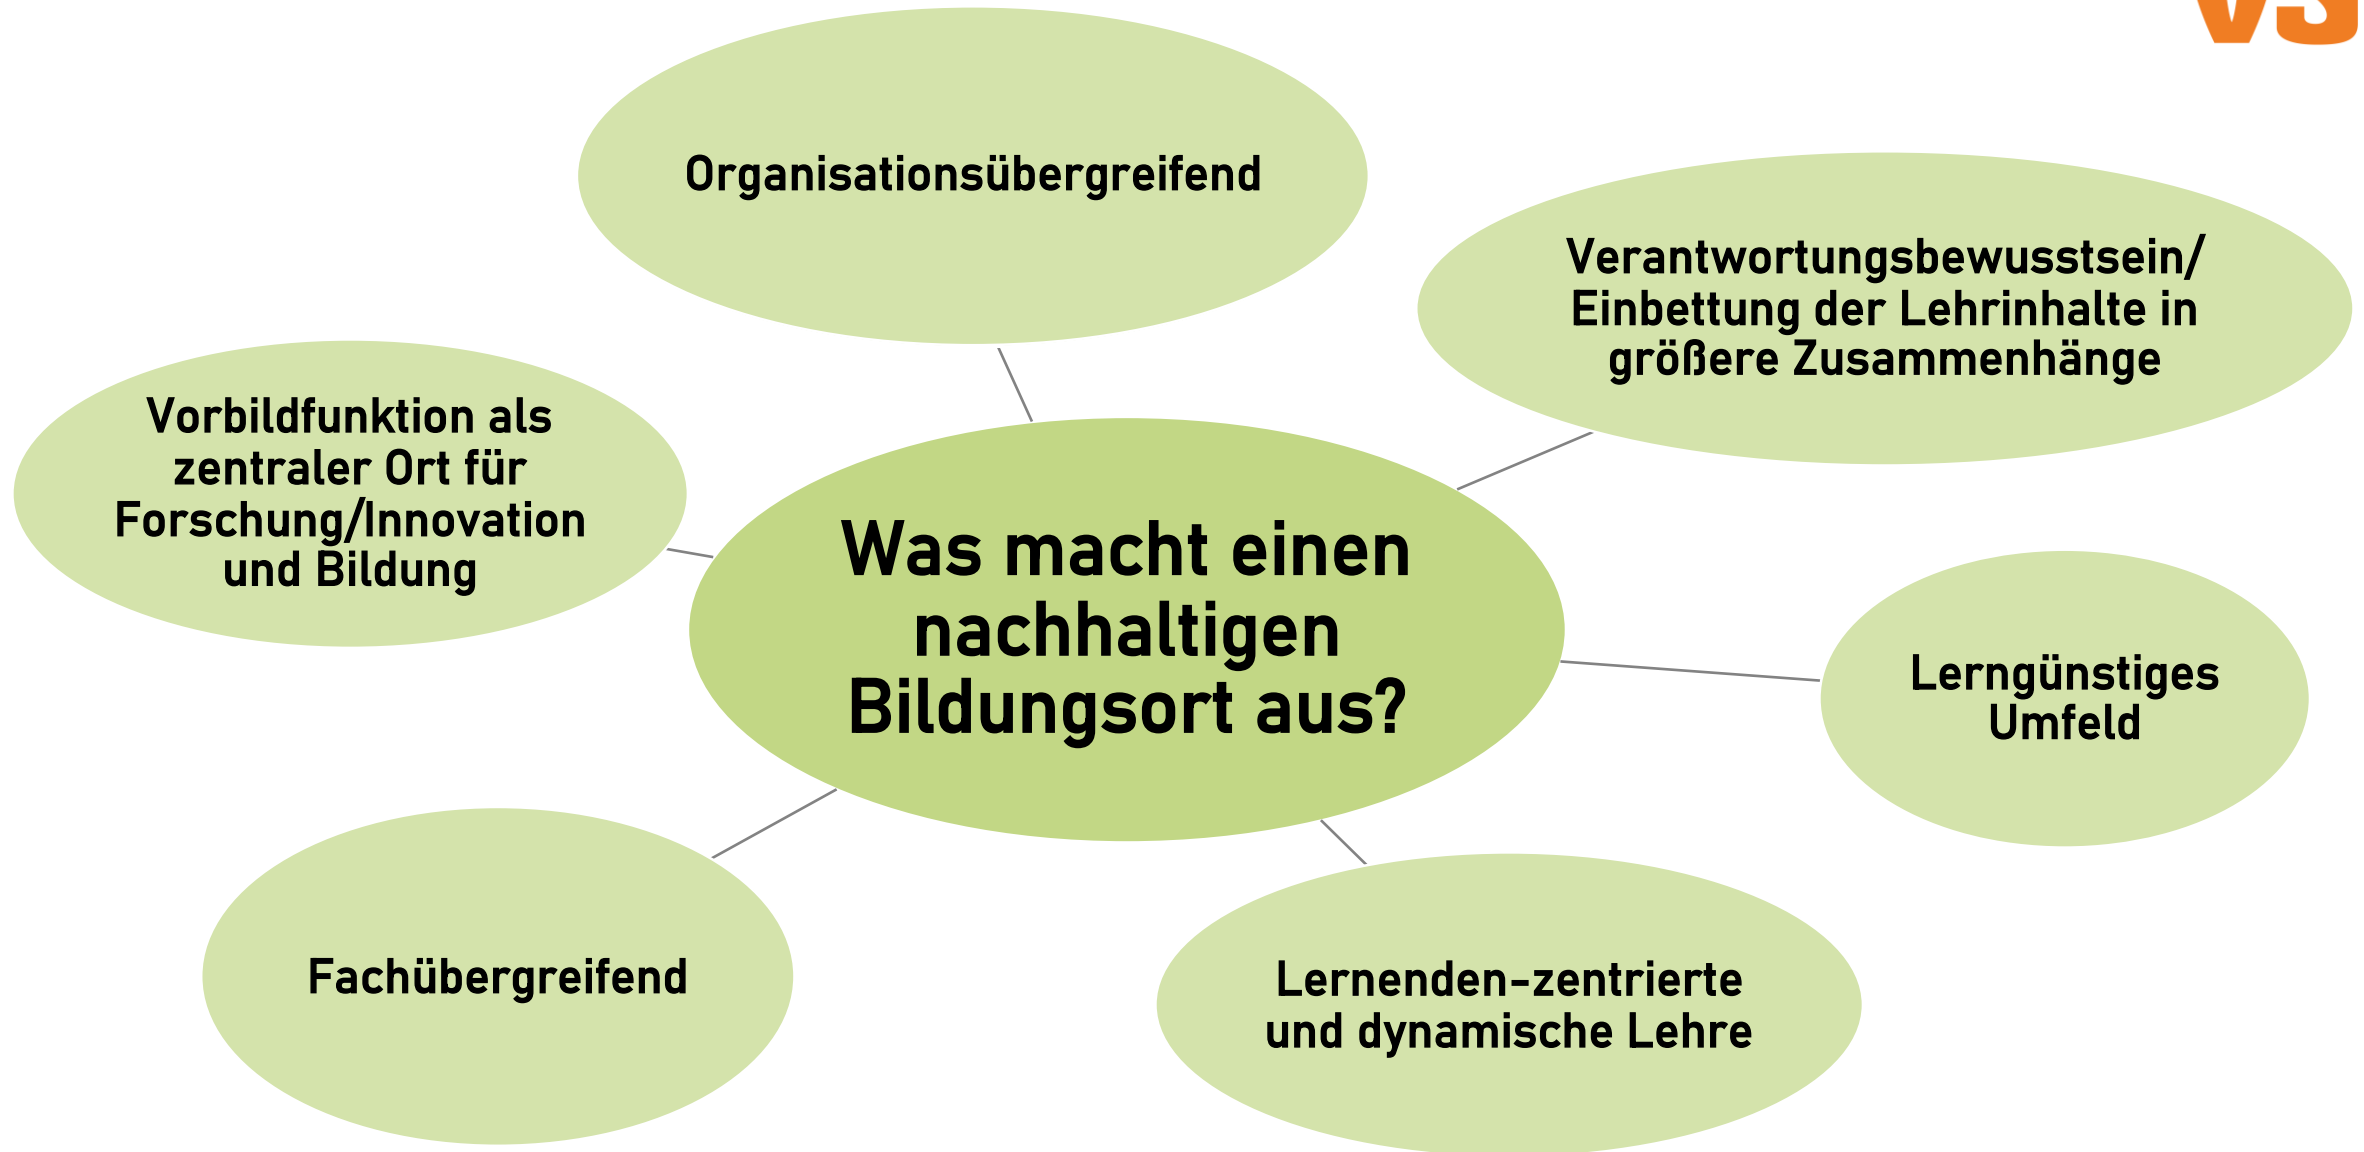 VS
Organisationsübergreifend
Verantwortungsbewusstsein/
Einbettung der Lehrinhalte in
größere Zusammenhänge
Vorbildfunktion als
zentraler Ort für
Forschung/Innovation
und Bildung
Was macht einen
nachhaltigen
Bildungsort aus?
Lerngünstiges
Umfeld
Fachübergreifend
Lernenden-zentrierte
und dynamische Lehre